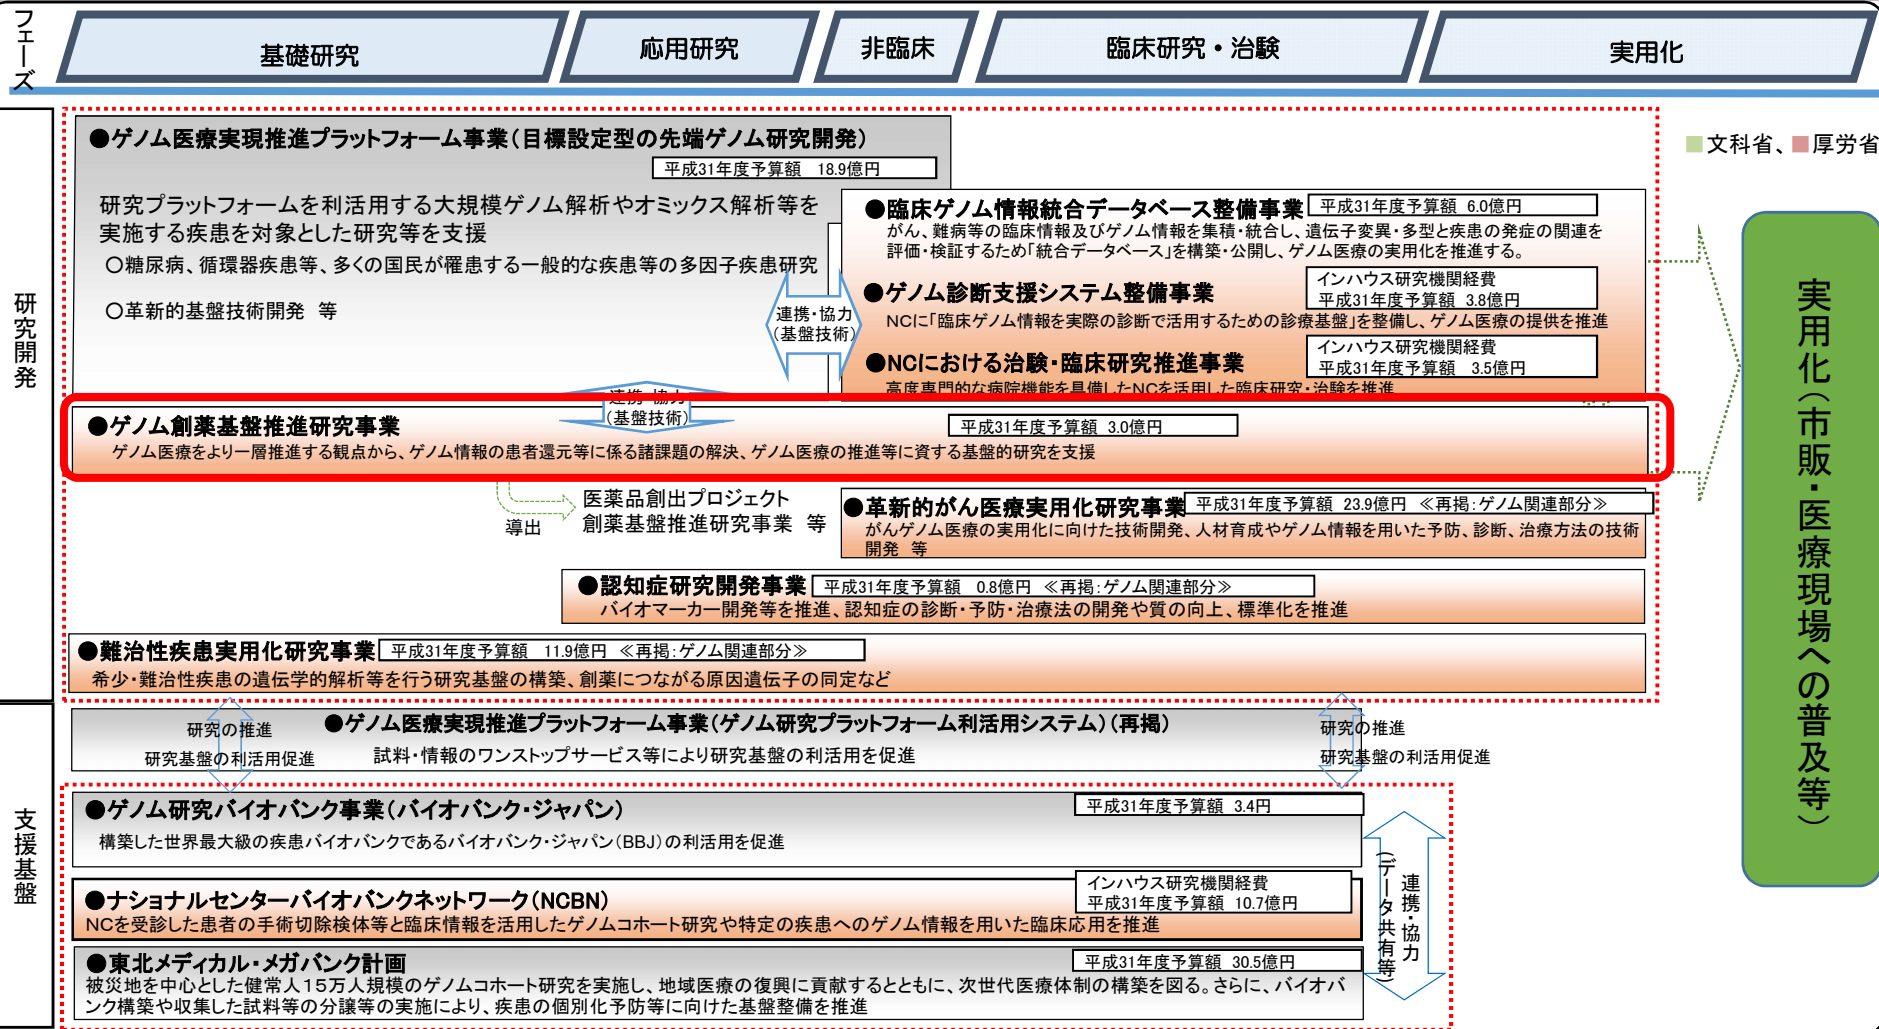 フェーズ
基礎研究
応用研究
非臨床
臨床研究・治験
実用化
研究開発
■文科省、■厚労省
●ゲノム医療実現推進プラットフォーム事業（目標設定型の先端ゲノム研究開発）
平成31年度予算額 18.9億円
研究プラットフォームを利活用する大規模ゲノム解析やオミックス解析等を
実施する疾患を対象とした研究等を支援
○糖尿病、循環器疾患等、多くの国民が罹患する一般的な疾患等の多因子疾患研究
○革新的基盤技術開発 等
連携・協力
（基盤技術）
●臨床ゲノム情報統合データベース整備事業
平成31年度予算額 6.0億円
がん、難病等の臨床情報及びゲノム情報を集積・統合し、遺伝子変異・多型と疾患の発症の関連を
評価・検証するため「統合データベース」を構築・公開し、ゲノム医療の実用化を推進する。
●ゲノム診断支援システム整備事業
インハウス研究機関経費
平成31年度予算額 3.8億円
NCに「臨床ゲノム情報を実際の診断で活用するための診療基盤」を整備し、ゲノム医療の提供を推進
●NCにおける治験・臨床研究推進事業
インハウス研究機関経費
平成31年度予算額 3.5億円
高度専門的な病院機能を具備したNCを活用した臨床研究・治験を推進
連携・協力
（基盤技術）
●ゲノム創薬基盤推進研究事業
平成31年度予算額 3.0億円
ゲノム医療をより一層推進する観点から、ゲノム情報の患者還元等に係る諸課題の解決、ゲノム医療の推進等に資する基盤的研究を支援
導出
医薬品創出プロジェクト
創薬基盤推進研究事業 等
●革新的がん医療実用化研究事業
平成31年度予算額 23.9億円 ≪再掲：ゲノム関連部分≫
がんゲノム医療の実用化に向けた技術開発、人材育成やゲノム情報を用いた予防、診断、治療方法の技術
開発 等
●認知症研究開発事業
平成31年度予算額 0.8億円 ≪再掲：ゲノム関連部分≫
バイオマーカー開発等を推進、認知症の診断・予防・治療法の開発や質の向上、標準化を推進
●難治性疾患実用化研究事業
平成31年度予算額 11.9億円 ≪再掲：ゲノム関連部分≫
希少・難治性疾患の遺伝学的解析等を行う研究基盤の構築、創薬につながる原因遺伝子の同定など
実用化（市販・医療現場への普及等）
支援基盤
研究の推進
研究基盤の利活用促進
●ゲノム医療実現推進プラットフォーム事業（ゲノム研究プラットフォーム利活用システム）（再掲）
試料・情報のワンストップサービス等により研究基盤の利活用を促進
研究の推進
研究基盤の利活用促進
●ゲノム研究バイオバンク事業（バイオバンク・ジャパン）
平成31年度予算額 3.4円
構築した世界最大級の疾患バイオバンクであるバイオバンク・ジャパン（BBJ）の利活用を促進
●ナショナルセンターバイオバンクネットワーク（NCBN）
インハウス研究機関経費
平成31年度予算額 10.7億円
NCを受診した患者の手術切除検体等と臨床情報を活用したゲノムコホート研究や特定の疾患へのゲノム情報を用いた臨床応用を推進
●東北メディカル・メガバンク計画
平成31年度予算額 30.5億円
被災地を中心とした健常人15万人規模のゲノムコホート研究を実施し、地域医療の復興に貢献するとともに、次世代医療体制の構築を図る。さらに、バイオバ
ンク構築や収集した試料等の分譲等の実施により、疾患の個別化予防等に向けた基盤整備を推進
連携・協力
（データ共有等）